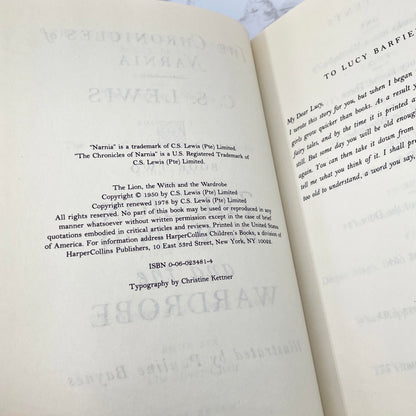 "Narnia" is a trademark of C.S. Lewis (Pte) Limited.
"The Chronicles of Narnia" is a U.S. Registered Trademark of
C.S. Lewis (Pte) Limited.
The Lion, the Witch and the Wardrobe
Copyright © 1950 by C.S. Lewis (Pte) Limited
Copyright renewed 1978 by C.S. Lewis (Pte) Limited
All rights reserved. No part of this book may be used or reproduced in any
manner whatsoever without written permission except in the case of brief
quotations embodied in critical articles and reviews. Printed in the United States
of America. For information address HarperCollins Children's Books, a division of
HarperCollins Publishers, 10 East 53rd Street, New York, NY 10022.
ISBN 0-06-023481-4
Typography by Christine Kettner
TO LUCY BARFIE
My Dear Lucy,
I wrote this story for you, but when I began
girls grow quicker than books. As a result y
fairy tales, and by the time it is printed a
still. But some day you will be old enoug
again. You can then take it down from
tell me what you think of it. I shall pr
too old to understand, a word you say,